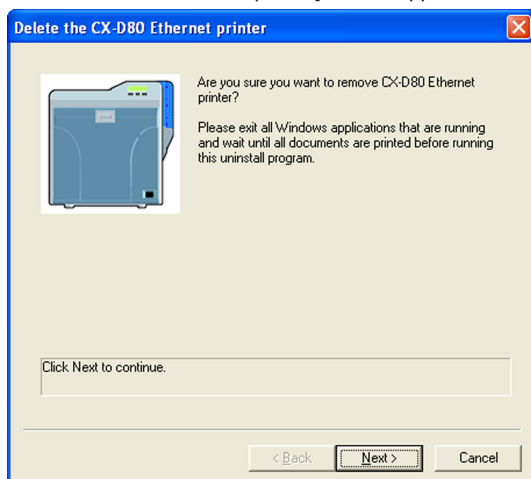 Delete the CX-D80 Ethernet printer
Are you sure you want to remove CX-D80 Ethernet
printer?
Please exit all Windows applications that are running
and wait until all documents are printed before running
this uninstall program.
Click Next to continue.
< Back
Next >
Cancel